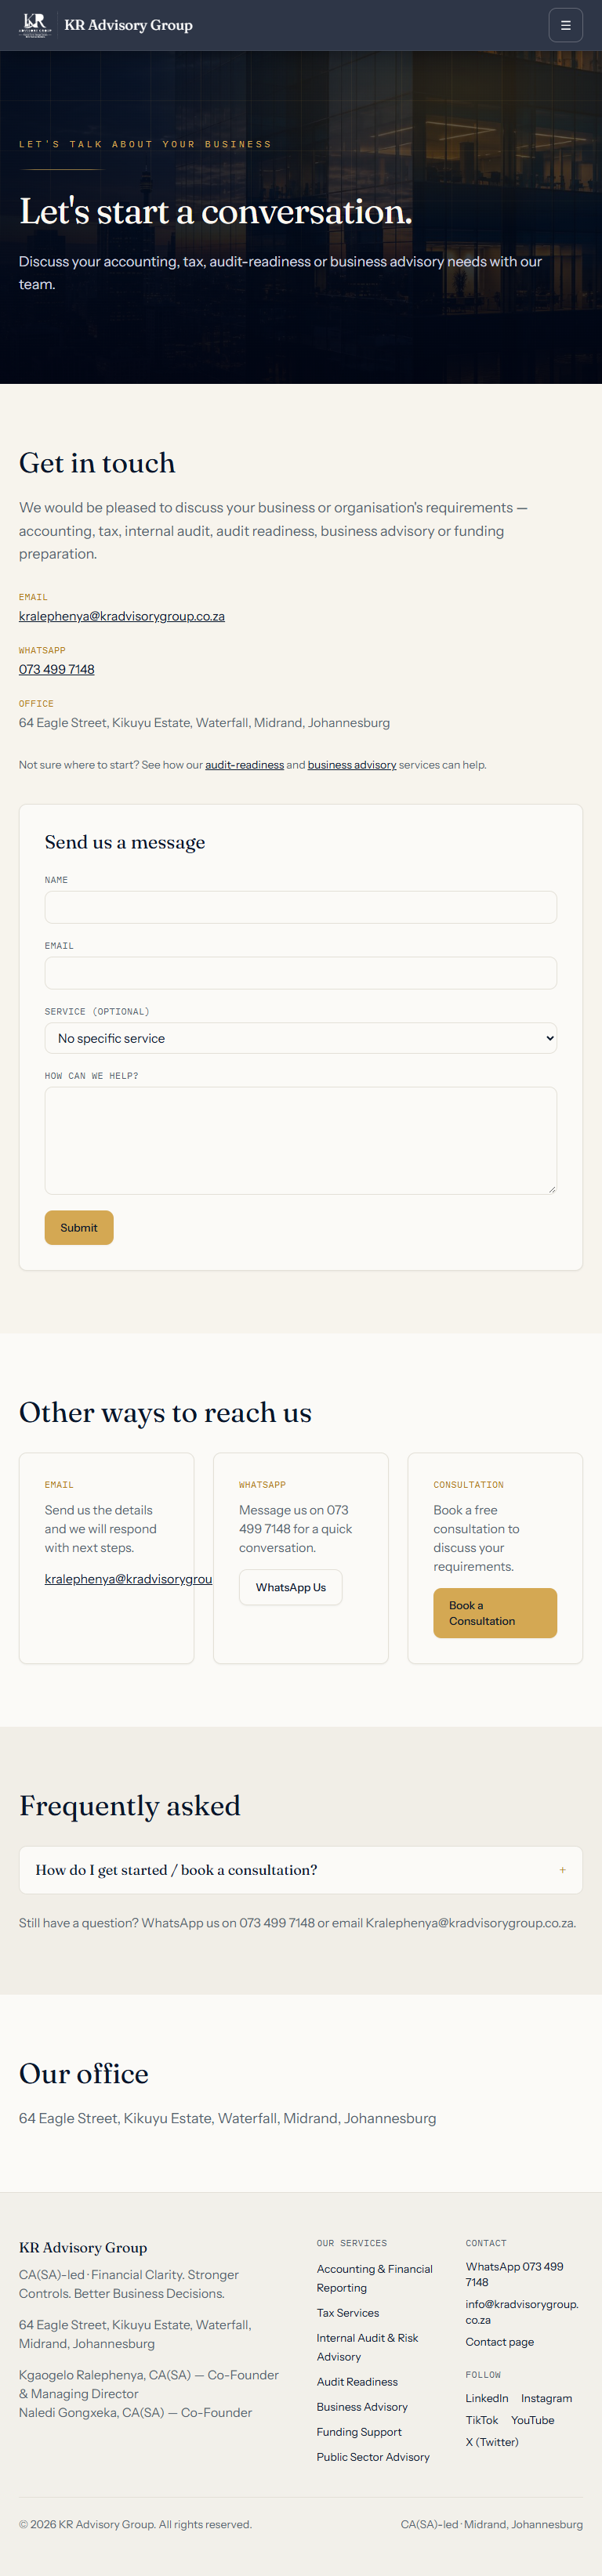 KR
ADVISORY GROUP
KR Advisory Group
☰
LET'S TALK ABOUT YOUR BUSINESS
Let's start a conversation.
Discuss your accounting, tax, audit-readiness or business advisory needs with our
team.
Get in touch
We would be pleased to discuss your business or organisation's requirements —
accounting, tax, internal audit, audit readiness, business advisory or funding
preparation.
EMAIL
kralephenya@kradvisorygroup.co.za
WHATSAPP
073 499 7148
OFFICE
64 Eagle Street, Kikuyu Estate, Waterfall, Midrand, Johannesburg
Not sure where to start? See how our audit-readiness and business advisory services can help.
Send us a message
NAME
EMAIL
SERVICE (OPTIONAL)
No specific service
HOW CAN WE HELP?
Submit
Other ways to reach us
EMAIL
Send us the details
and we will respond
with next steps.
kralephenya@kradvisorygrou
WHATSAPP
Message us on 073
499 7148 for a quick
conversation.
WhatsApp Us
CONSULTATION
Book a free
consultation to
discuss your
requirements.
Book a
Consultation
Frequently asked
How do I get started / book a consultation?
+
Still have a question? WhatsApp us on 073 499 7148 or email Kralephenya@kradvisorygroup.co.za.
Our office
64 Eagle Street, Kikuyu Estate, Waterfall, Midrand, Johannesburg
KR Advisory Group
CA(SA)-led · Financial Clarity. Stronger
Controls. Better Business Decisions.
64 Eagle Street, Kikuyu Estate, Waterfall,
Midrand, Johannesburg
Kgaogelo Ralephenya, CA(SA) — Co-Founder
& Managing Director
Naledi Gongxeka, CA(SA) — Co-Founder
OUR SERVICES
Accounting & Financial
Reporting
Tax Services
Internal Audit & Risk
Advisory
Audit Readiness
Business Advisory
Funding Support
Public Sector Advisory
CONTACT
WhatsApp 073 499
7148
info@kradvisorygroup.
co.za
Contact page
FOLLOW
LinkedIn Instagram
TikTok YouTube
X (Twitter)
© 2026 KR Advisory Group. All rights reserved.
CA(SA)-led · Midrand, Johannesburg